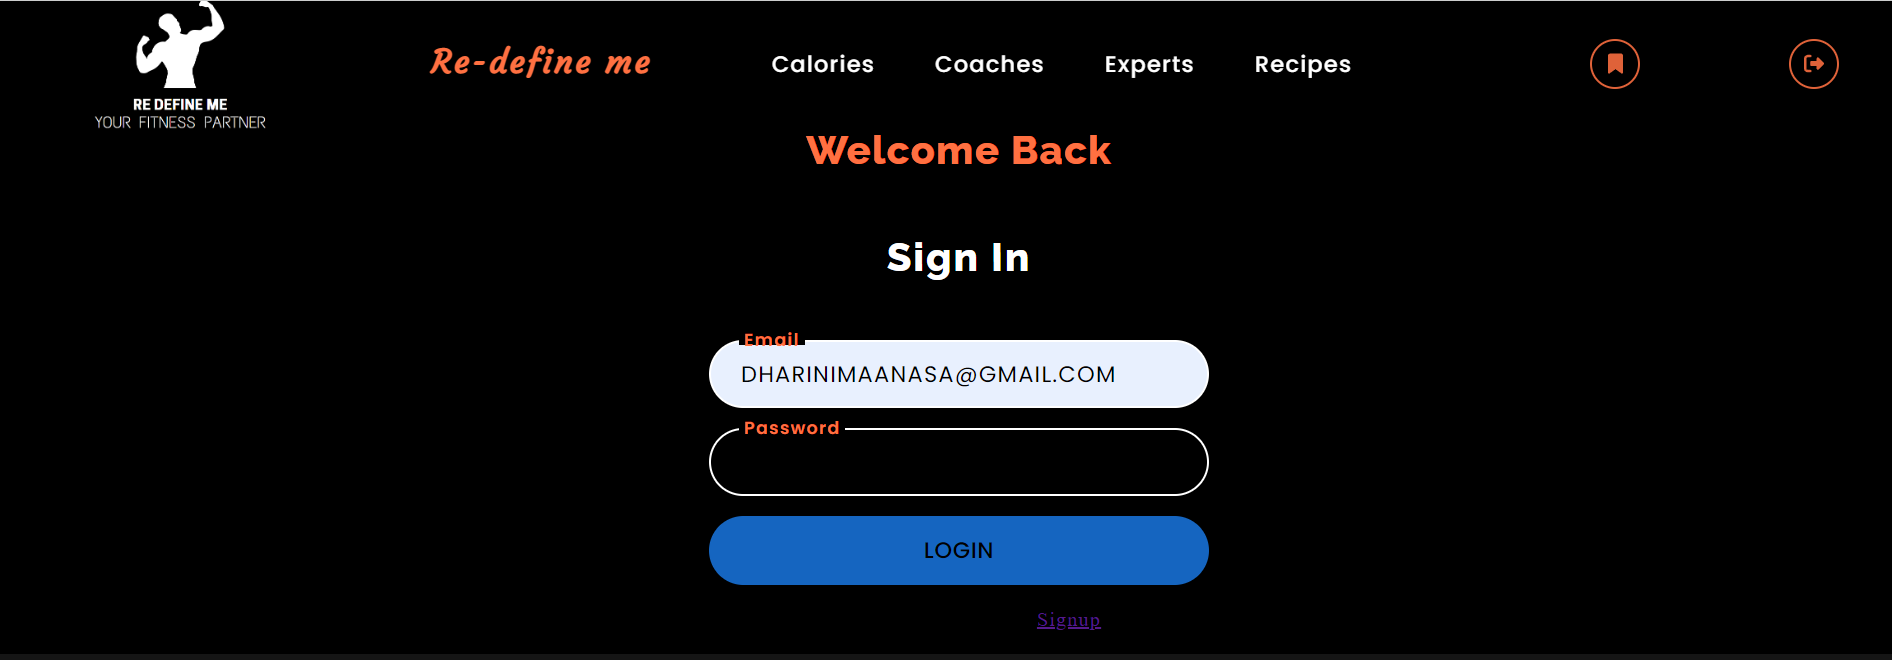 RE DEFINE ME
YOUR FITNESS PARTNER
Re-define me
Calories Coaches Experts Recipes
Welcome Back
Sign In
Email
DHARINIMAANASA@GMAIL.COM
Password
LOGIN
Signup